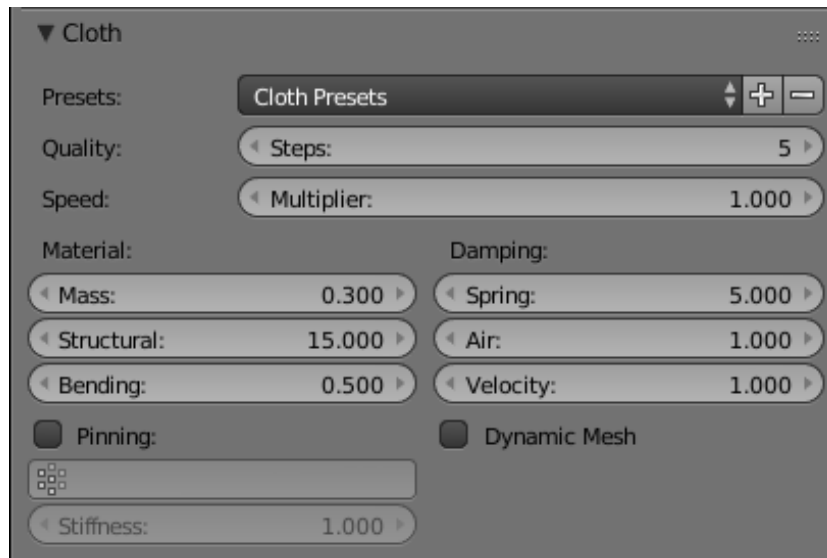 Cloth
Presets: Cloth Presets
Quality: Steps: 5
Speed: Multiplier: 1.000
Material: Damping:
Mass: 0.300 Spring: 5.000
Structural: 15.000 Air: 1.000
Bending: 0.500 Velocity: 1.000
Pinning: Dynamic Mesh
Stiffness: 1.000